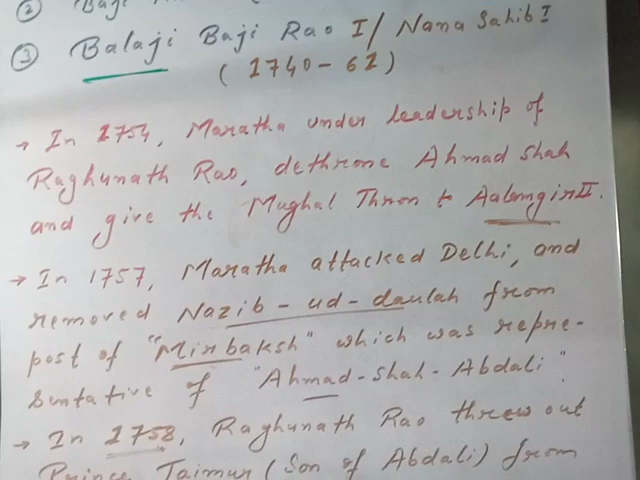 ② Baji
③ Balaji Baji Rao I / Nana Sahib I
(1740-61)
→ In 1754, Maratha under leadership of
Raghunath Rao, dethrone Ahmad Shah
and give the Mughal Thron to Aalamgir II.
→ In 1757, Maratha attacked Delhi, and
removed Nazib-ud-daulah from
post of "Mirbaksh" which was repre-
sentative of "Ahmad-Shah-Abdali".
→ In 1758, Raghunath Rao threw out
Prince Taimur (Son of Abdali) from